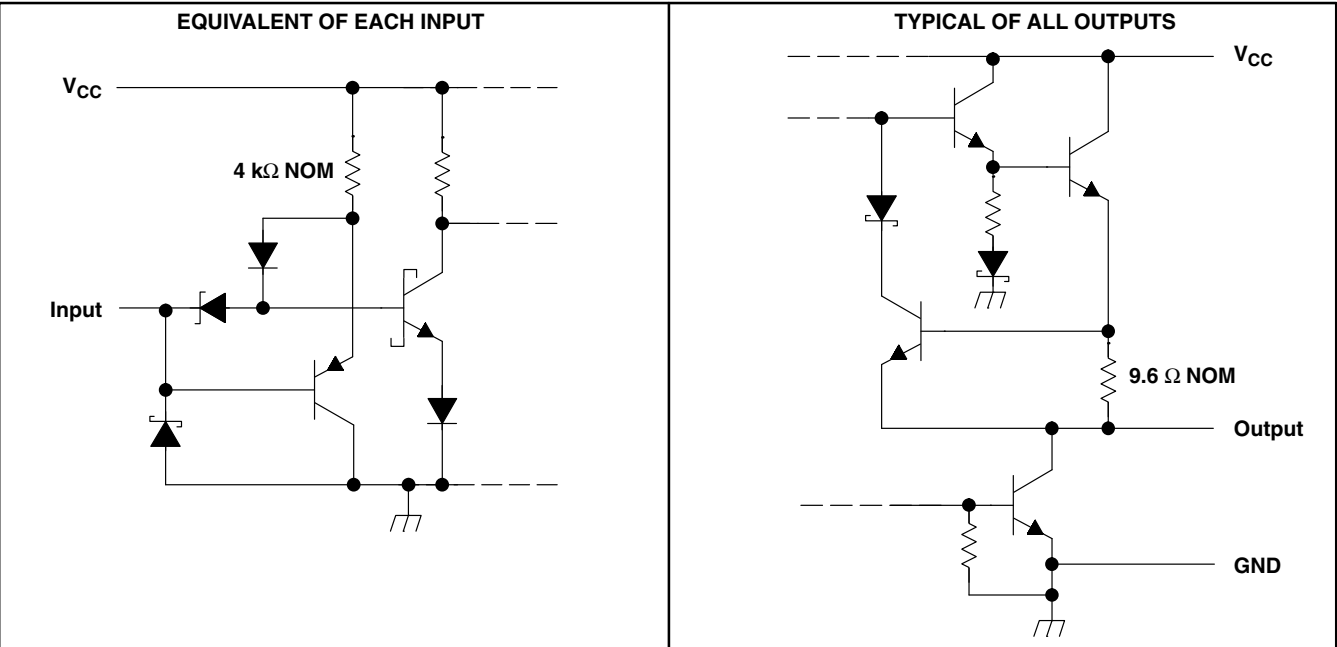 EQUIVALENT OF EACH INPUT
VCC
4 kΩ NOM
Input
TYPICAL OF ALL OUTPUTS
VCC
9.6 Ω NOM
Output
GND